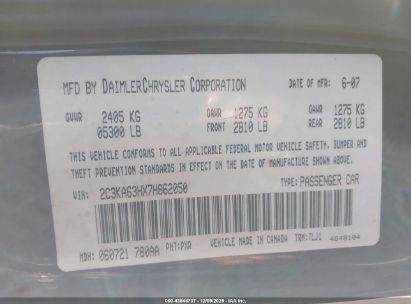 MFD BY DAIMLERCHRYSLER CORPORATION DATE OF MFR 6-07
GVWR 2405 KG GAWR 1275 KG GAWR 1275 KG
05300 LB FRONT 2810 LB REAR 2810 LB
THIS VEHICLE CONFORMS TO ALL APPLICABLE FEDERAL MOTOR VEHICLE SAFETY, BUMPER AND
THEFT PREVENTION STANDARDS IN EFFECT ON THE DATE OF MANUFACTURE SHOWN ABOVE.
VIN: 2C3KA63HX7H862050 TYPE: PASSENGER CAR
MDH: 060721 780AA PNT: PXR VEHICLE MADE IN CANADA TRM: TLJ1 4648104